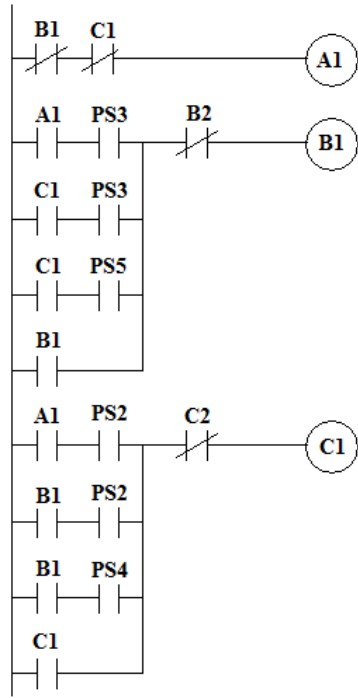 B1 C1
A1
A1 PS3 B2
B1
C1 PS3
C1 PS5
B1
A1 PS2 C2
C1
B1 PS2
B1 PS4
C1